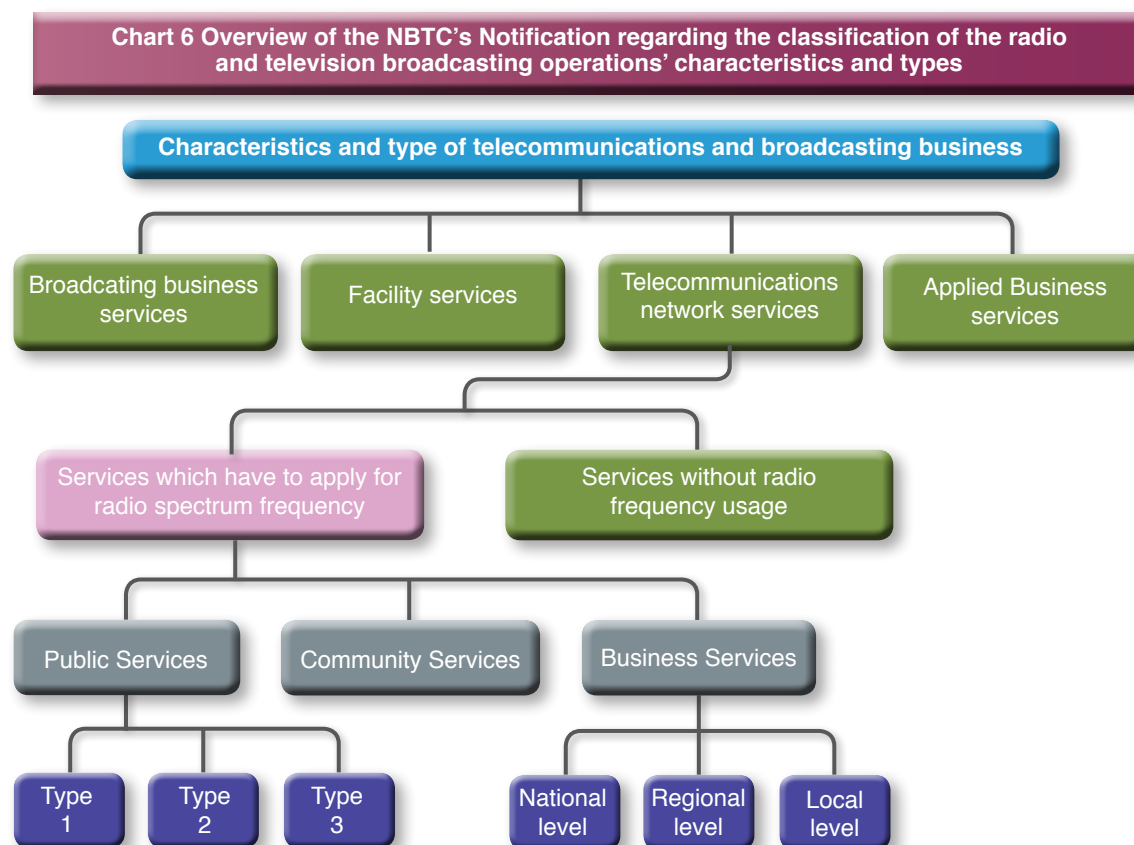 Chart 6 Overview of the NBTC's Notification regarding the classification of the radio
and television broadcasting operations' characteristics and types
Characteristics and type of telecommunications and broadcasting business
Broadcating business
services
Facility services
Telecommunications
network services
Applied Business
services
Services which have to apply for
radio spectrum frequency
Services without radio
frequency usage
Public Services
Community Services
Business Services
Type
1
Type
2
Type
3
National
level
Regional
level
Local
level